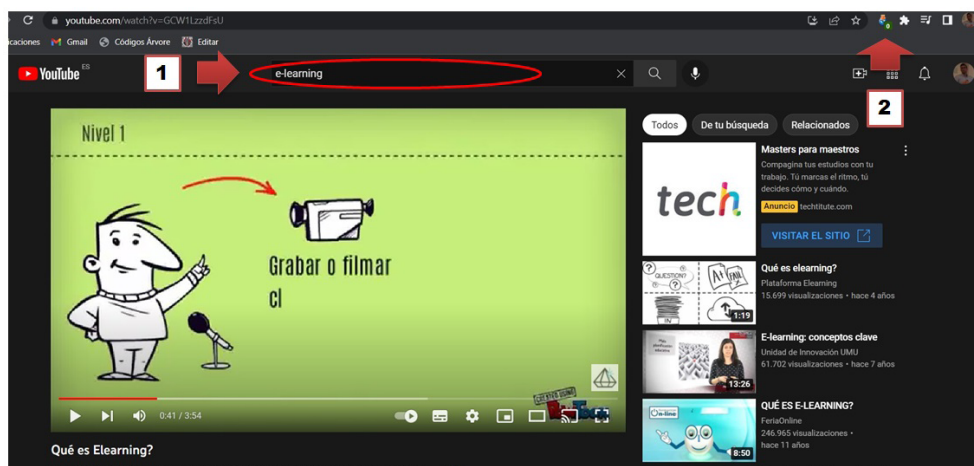 youtube.com/watch?v=GCW1LzzdFsU
icaciones Gmail Códigos Árvore Editar
YouTube ES
1
e-learning
2
Nivel 1
Grabar o filmar
cl
0:41 / 3:54
Qué es Elearning?
Todos De tu búsqueda Relacionados
tech
Masters para maestros
Compagina tus estudios con tu
trabajo. Tú marcas el ritmo, tú
decides cómo y cuándo.
Anuncio techtitute.com
VISITAR EL SITIO
QUESTION?
A+ FAIL
IN
1:19
Qué es elearning?
Plataforma Elearning
15.699 visualizaciones • hace 4 años
13:26
E-learning: conceptos clave
Unidad de Innovación UMU
61.702 visualizaciones • hace 7 años
On-line
8:50
QUÉ ES E-LEARNING?
FeriaOnline
246.965 visualizaciones •
hace 11 años